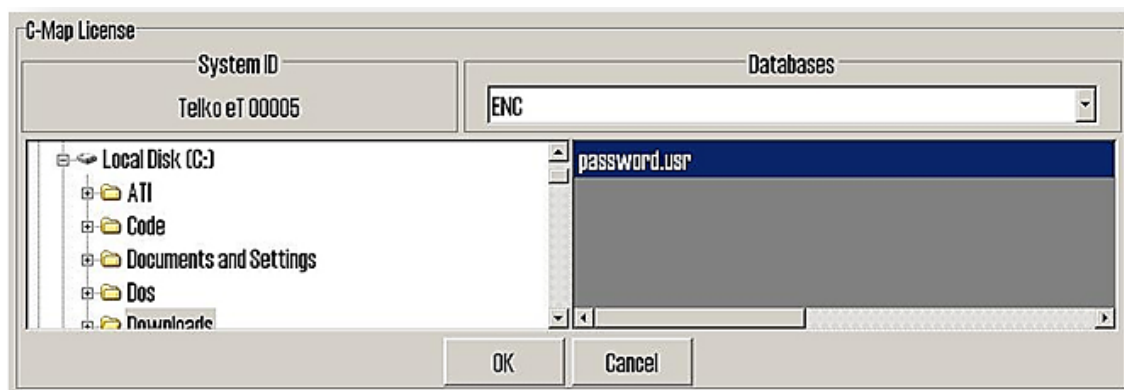 C-Map License
System ID
Databases
Telko eT 00005
ENC
Local Disk (C:)
password.usr
ATI
Code
Documents and Settings
Dos
Downloads
OK
Cancel